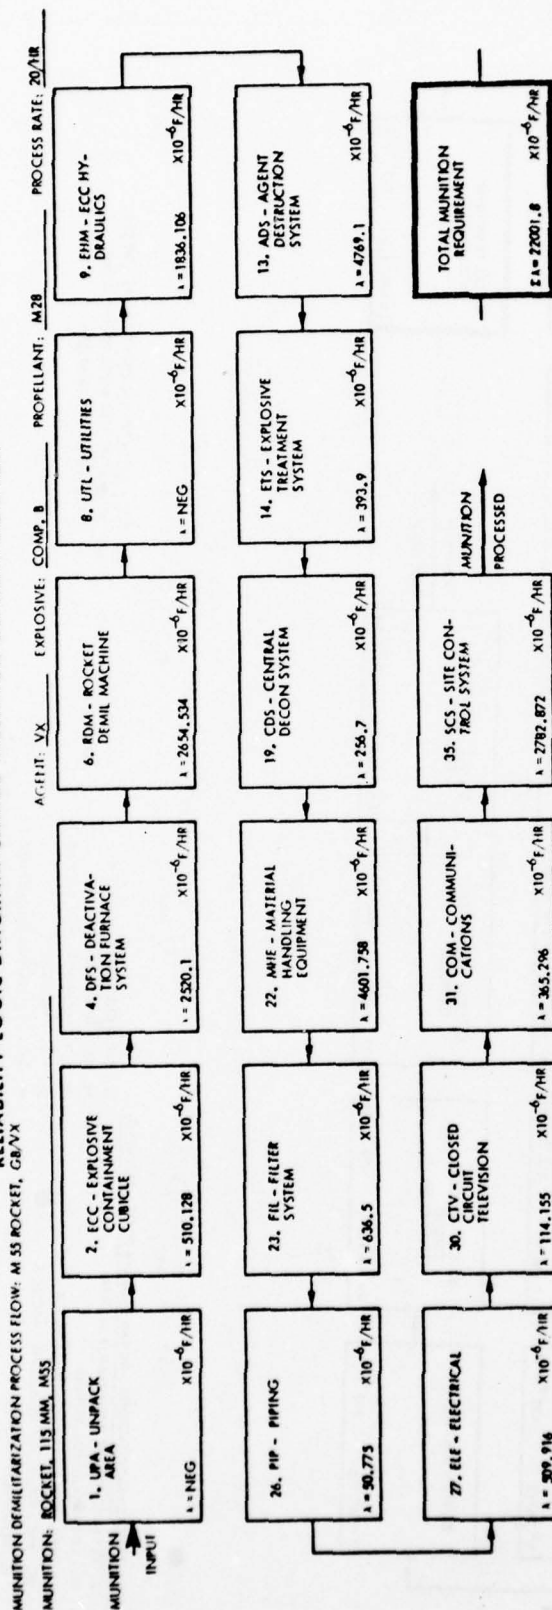 MUNITION DEMILITARIZATION PROCESS FLOW: M 55 ROCKET, GB/VX
MUNITION: ROCKET, 115 MM, M55
AGENT: VX
EXPLOSIVE: COMP. B
PROPELLANT: M28
PROCESS RATE: 20/HR
MUNITION
INPUT
1. UPA - UNPACK
AREA
λ = NEG X10-6F/HR
2. ECC - EXPLOSIVE
CONTAINMENT
CUBICLE
λ = 510.128 X10-6F/HR
4. DFS - DEACTIVA-
TION FURNACE
SYSTEM
λ = 2520.1 X10-6F/HR
6. RDM - ROCKET
DEMIL MACHINE
λ = 2654.534 X10-6F/HR
8. UTL - UTILITIES
λ = NEG X10-6F/HR
9. EHM - ECC HY-
DRAULICS
λ = 1836.106 X10-6F/HR
13. ADS - AGENT
DESTRUCTION
SYSTEM
λ = 4769.1 X10-6F/HR
14. ETS - EXPLOSIVE
TREATMENT
SYSTEM
λ = 393.9 X10-6F/HR
19. CDS - CENTRAL
DECON SYSTEM
λ = 256.7 X10-6F/HR
22. MHE - MATERIAL
HANDLING
EQUIPMENT
λ = 4601.758 X10-6F/HR
23. FIL - FILTER
SYSTEM
λ = 636.5 X10-6F/HR
26. PIP - PIPING
λ = 50.775 X10-6F/HR
27. ELE - ELECTRICAL
λ = 509.916 X10-6F/HR
30. CTV - CLOSED
CIRCUIT
TELEVISION
λ = 114.155 X10-6F/HR
31. COM - COMMUNI-
CATIONS
λ = 365.296 X10-6F/HR
35. SCS - SITE CON-
TROL SYSTEM
λ = 2782.872 X10-6F/HR
MUNITION
PROCESSED
TOTAL MUNITION
REQUIREMENT
Σλ = 22001.8 X10-6F/HR